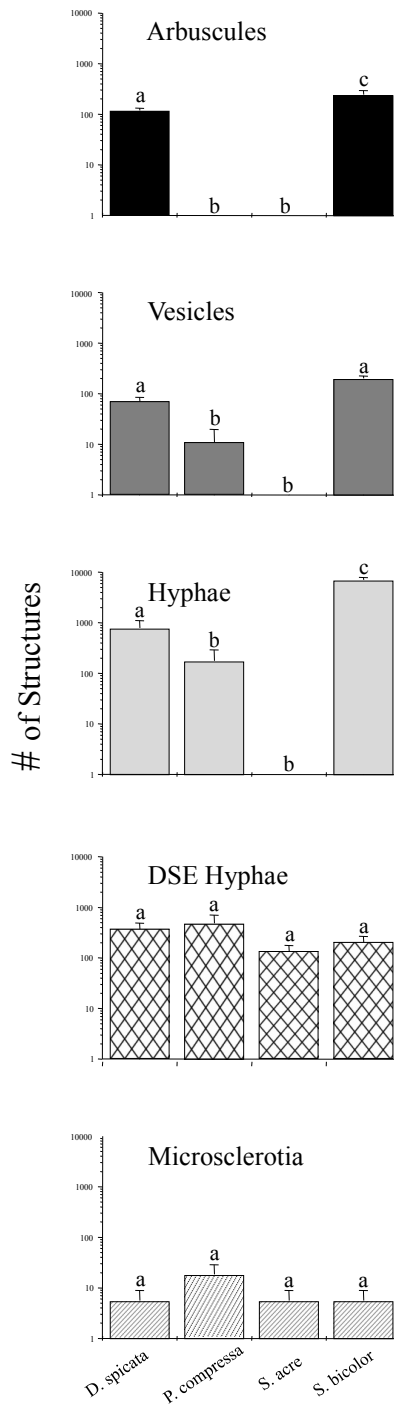 Arbuscules
10000
1000
100
10
1
a
b
b
c
Vesicles
10000
1000
100
10
1
a
b
b
a
# of Structures
Hyphae
10000
1000
100
10
1
a
b
b
c
DSE Hyphae
10000
1000
100
10
1
a
a
a
a
Microsclerotia
10000
1000
100
10
1
a
a
a
a
D. spicata
P. compressa
S. acre
S. bicolor